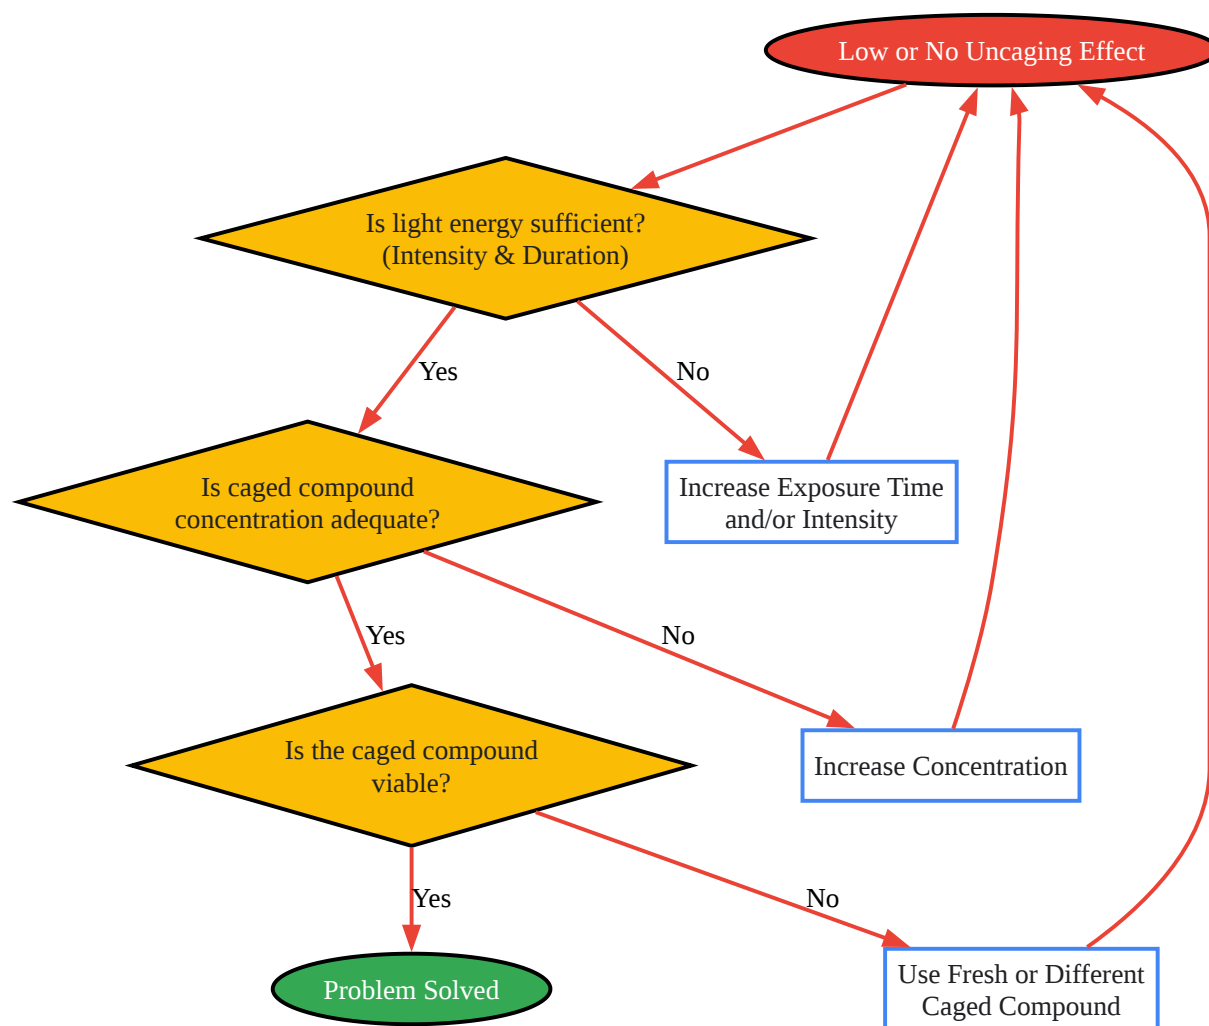 Low or No Uncaging Effect
Is light energy sufficient?
(Intensity & Duration)
Yes
No
Is caged compound
concentration adequate?
Increase Exposure Time
and/or Intensity
Yes
No
Is the caged compound
viable?
Increase Concentration
Yes
No
Problem Solved
Use Fresh or Different
Caged Compound